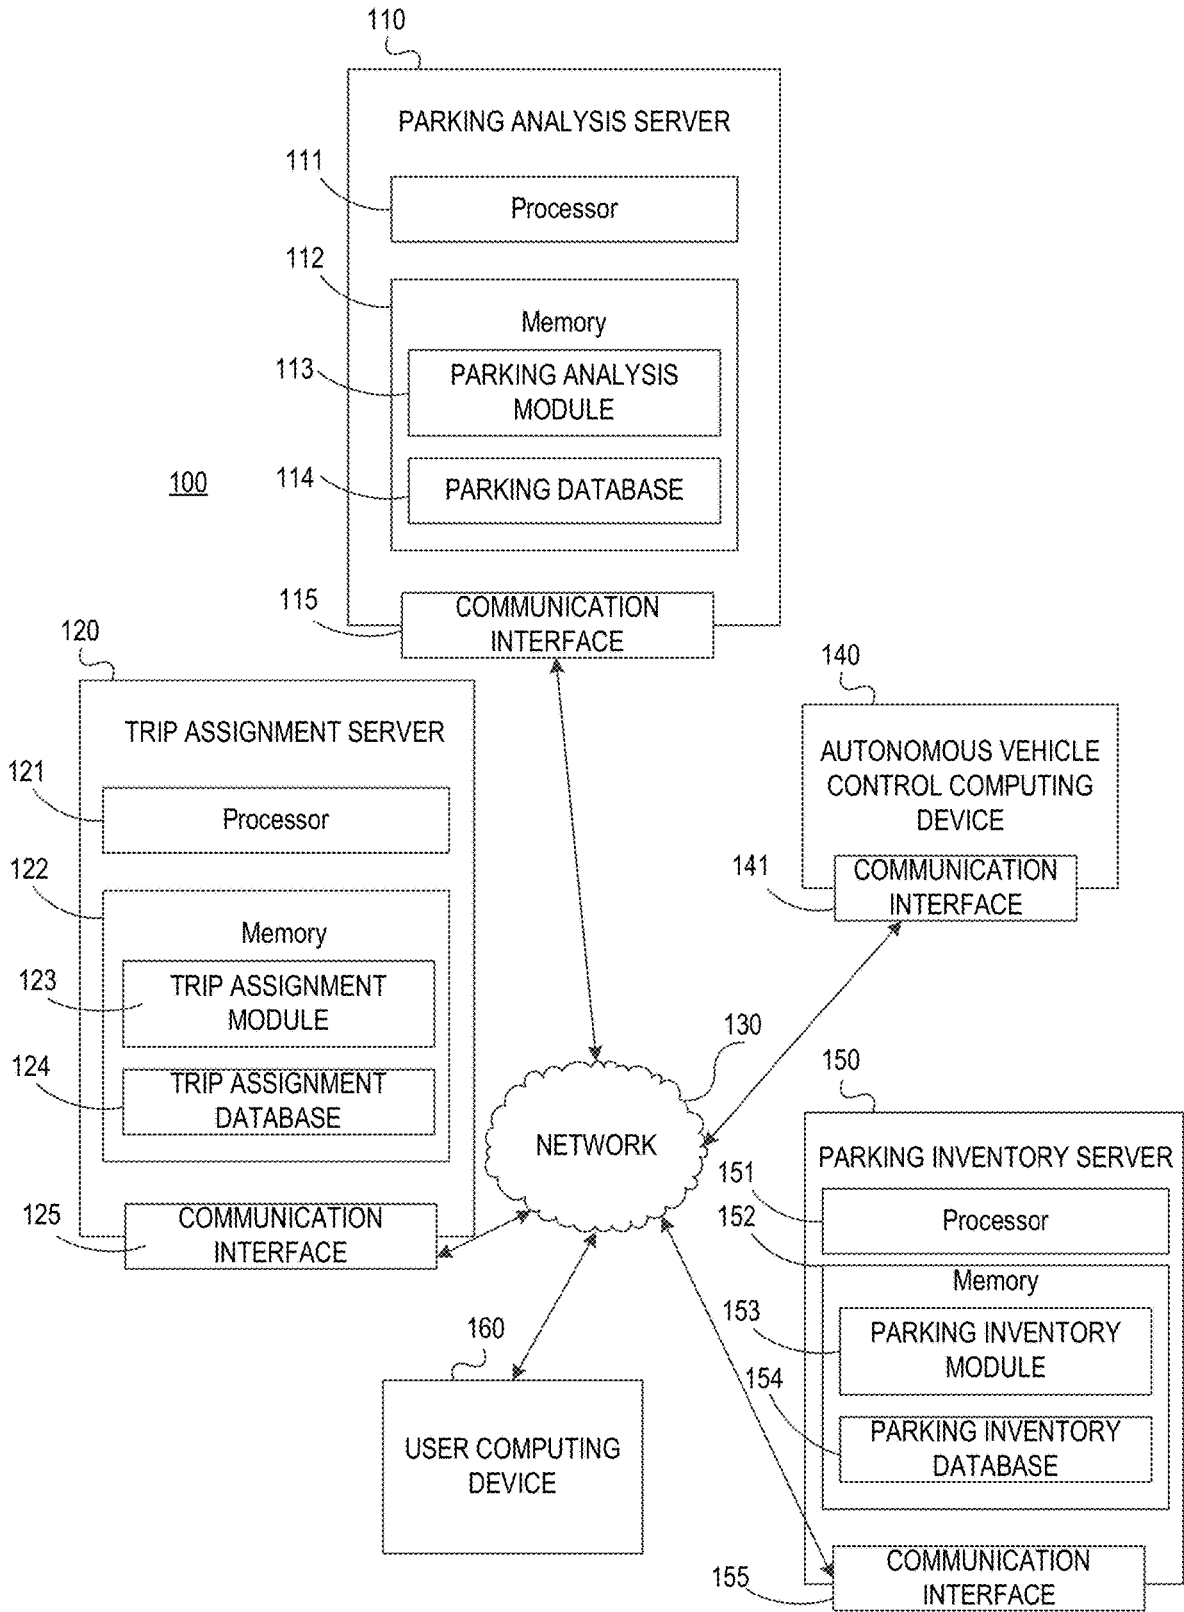 110
PARKING ANALYSIS SERVER
111
Processor
112
Memory
113
PARKING ANALYSIS
MODULE
100
114
PARKING DATABASE
115
COMMUNICATION
INTERFACE
120
TRIP ASSIGNMENT SERVER
121
Processor
122
Memory
123
TRIP ASSIGNMENT
MODULE
124
TRIP ASSIGNMENT
DATABASE
125
COMMUNICATION
INTERFACE
140
AUTONOMOUS VEHICLE
CONTROL COMPUTING
DEVICE
141
COMMUNICATION
INTERFACE
130
NETWORK
150
PARKING INVENTORY SERVER
151
Processor
152
Memory
153
PARKING INVENTORY
MODULE
154
PARKING INVENTORY
DATABASE
155
COMMUNICATION
INTERFACE
160
USER COMPUTING
DEVICE